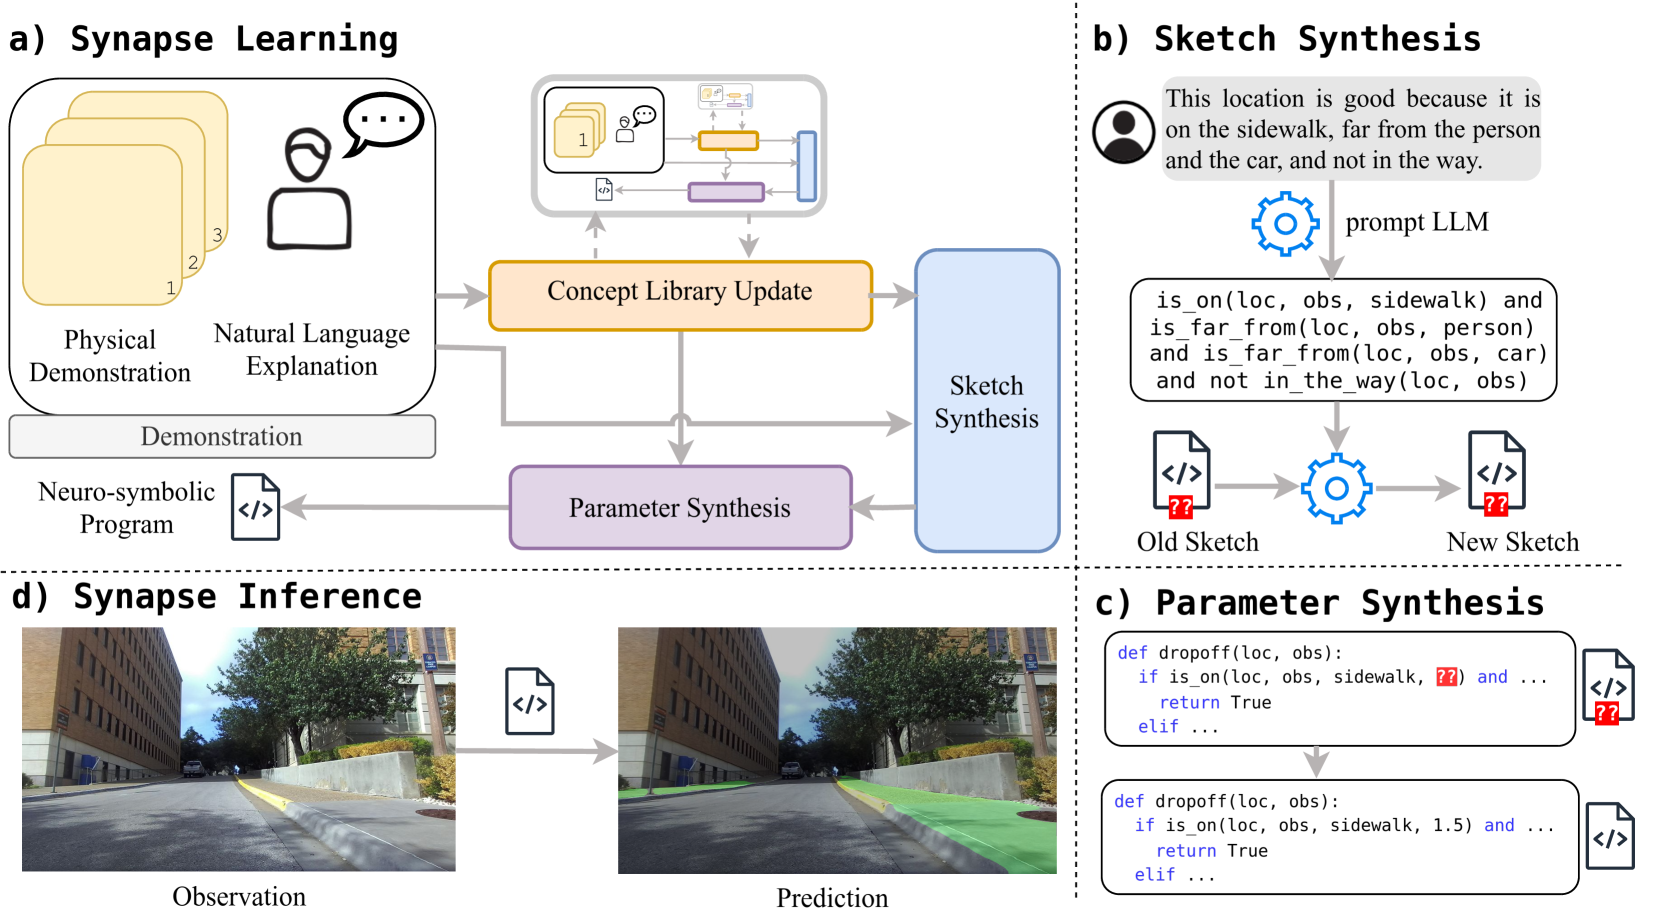 a) Synapse Learning
1
2
3
Physical
Demonstration
Natural Language
Explanation
Demonstration
1
Concept Library Update
Sketch
Synthesis
Parameter Synthesis
Neuro-symbolic
Program
</>
</>
b) Sketch Synthesis
This location is good because it is
on the sidewalk, far from the person
and the car, and not in the way.
prompt LLM
is_on(loc, obs, sidewalk) and
is_far_from(loc, obs, person)
and is_far_from(loc, obs, car)
and not in_the_way(loc, obs)
</>
??
</>
??
Old Sketch
New Sketch
c) Parameter Synthesis
def dropoff(loc, obs):
if is_on(loc, obs, sidewalk, ??) and ...
return True
elif ...
</>
??
def dropoff(loc, obs):
if is_on(loc, obs, sidewalk, 1.5) and ...
return True
elif ...
</>
d) Synapse Inference
</>
Observation
Prediction